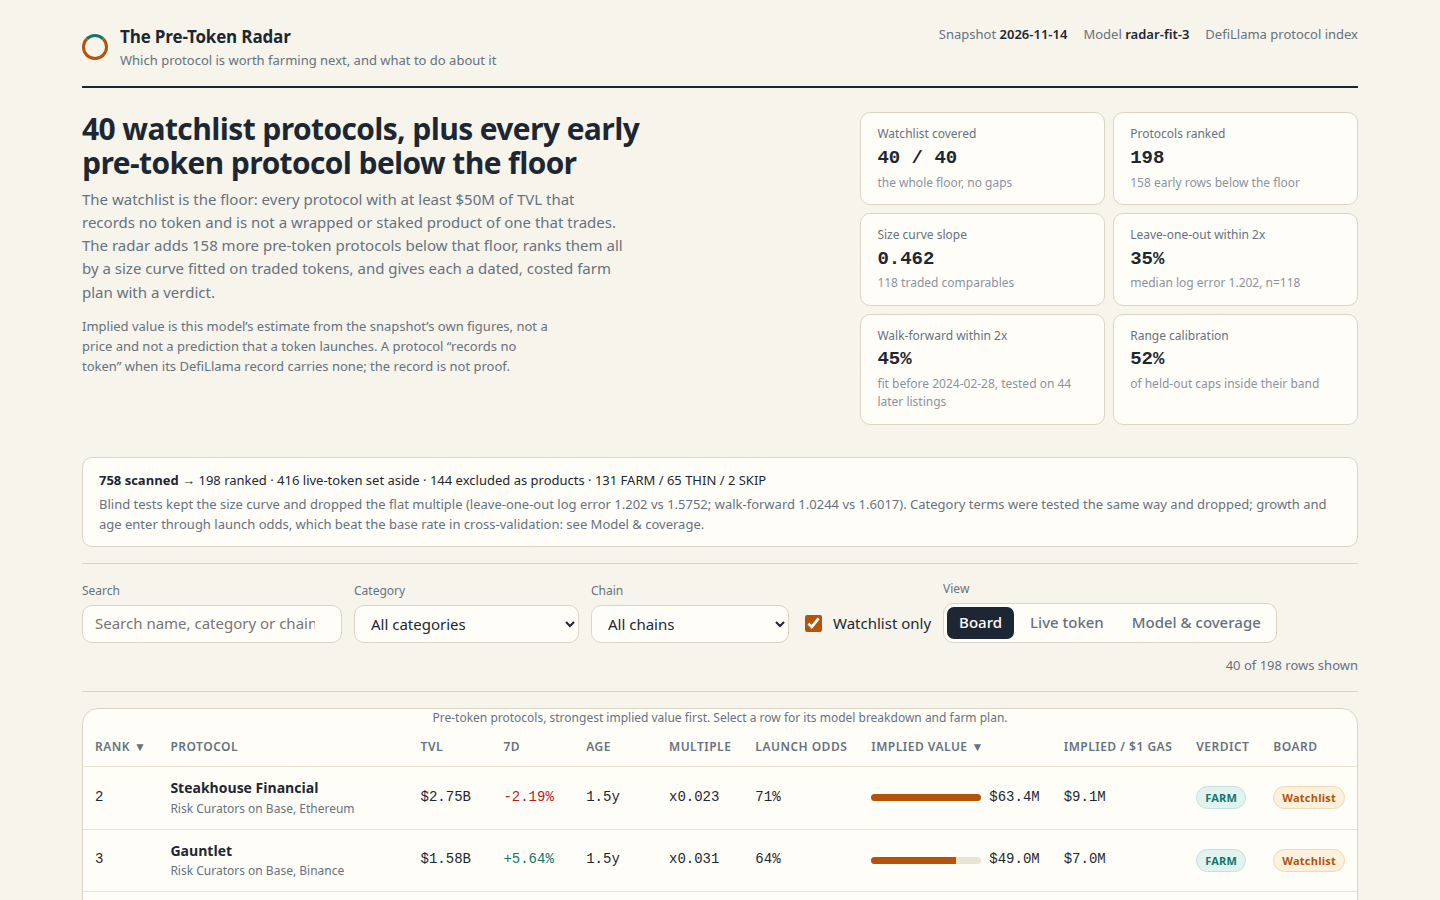 The Pre-Token Radar
Which protocol is worth farming next, and what to do about it
Snapshot 2026-11-14 Model radar-fit-3 DefiLlama protocol index
40 watchlist protocols, plus every early
pre-token protocol below the floor
The watchlist is the floor: every protocol with at least $50M of TVL that
records no token and is not a wrapped or staked product of one that trades.
The radar adds 158 more pre-token protocols below that floor, ranks them all
by a size curve fitted on traded tokens, and gives each a dated, costed farm
plan with a verdict.
Implied value is this model’s estimate from the snapshot’s own figures, not a
price and not a prediction that a token launches. A protocol “records no
token” when its DefiLlama record carries none; the record is not proof.
Watchlist covered
40 / 40
the whole floor, no gaps
Protocols ranked
198
158 early rows below the floor
Size curve slope
0.462
118 traded comparables
Leave-one-out within 2x
35%
median log error 1.202, n=118
Walk-forward within 2x
45%
fit before 2024-02-28, tested on 44
later listings
Range calibration
52%
of held-out caps inside their band
758 scanned → 198 ranked · 416 live-token set aside · 144 excluded as products · 131 FARM / 65 THIN / 2 SKIP
Blind tests kept the size curve and dropped the flat multiple (leave-one-out log error 1.202 vs 1.5752; walk-forward 1.0244 vs 1.6017). Category terms were tested the same way and dropped; growth and
age enter through launch odds, which beat the base rate in cross-validation: see Model & coverage.
Search
Search name, category or chain
Category
All categories
Chain
All chains
Watchlist only
View
Board Live token Model & coverage
40 of 198 rows shown
Pre-token protocols, strongest implied value first. Select a row for its model breakdown and farm plan.
RANK ▼ PROTOCOL TVL 7D AGE MULTIPLE LAUNCH ODDS IMPLIED VALUE ▼ IMPLIED / $1 GAS VERDICT BOARD
2 Steakhouse Financial $2.75B -2.19% 1.5y x0.023 71% $63.4M $9.1M FARM Watchlist
Risk Curators on Base, Ethereum
3 Gauntlet $1.58B +5.64% 1.5y x0.031 64% $49.0M $7.0M FARM Watchlist
Risk Curators on Base, Binance